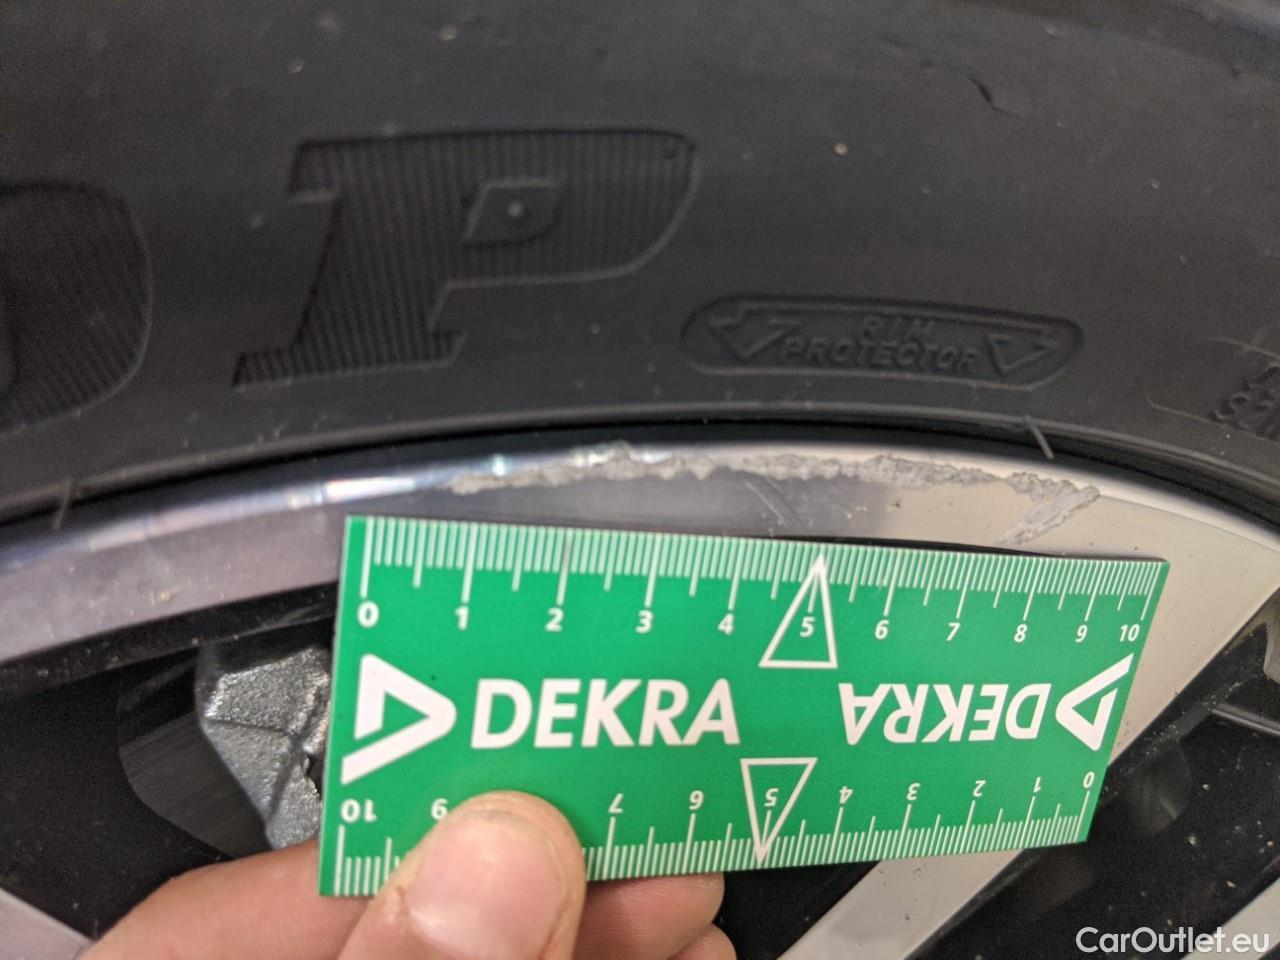 P
RIM
PROTECTOR
0 1 2 3 4 5 6 7 8 9 10
DEKRA
DEKRA
10 9 7 6 5 4 3 2 1 0
CarOutlet.eu